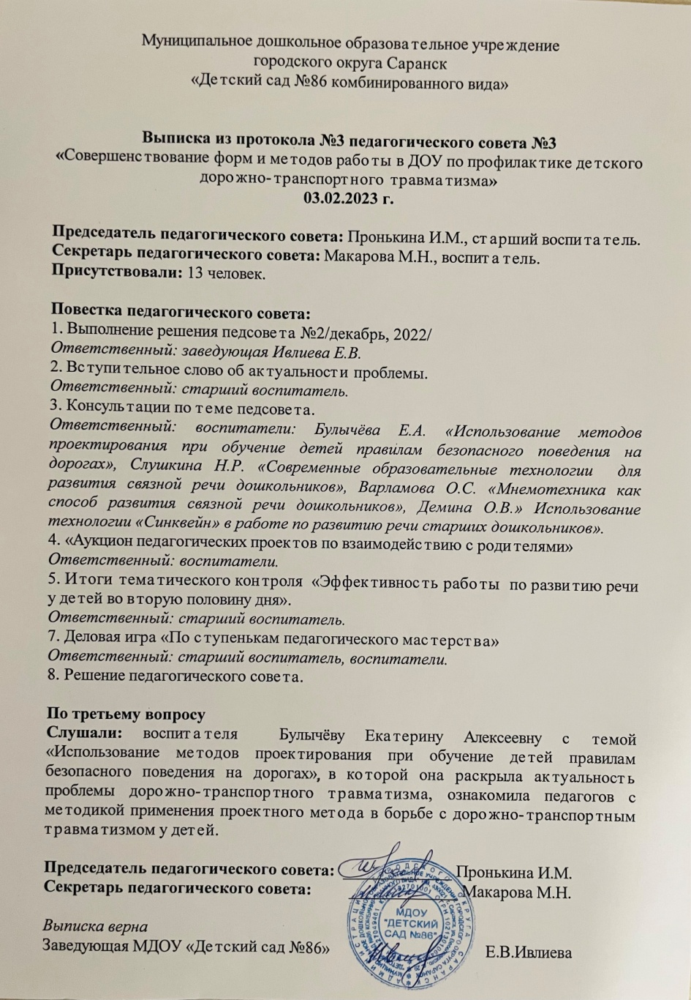 Муниципальное дошкольное образовательное учреждение
городского округа Саранск
«Детский сад №86 комбинированного вида»
Выписка из протокола №3 педагогического совета №3
«Совершенствование форм и методов работы в ДОУ по профилактике детского
дорожно-транспортного травматизма»
03.02.2023 г.
Председатель педагогического совета: Пронькина И.М., старший воспитатель.
Секретарь педагогического совета: Макарова М.Н., воспитатель.
Присутствовали: 13 человек.
Повестка педагогического совета:
1. Выполнение решения педсовета №2/декабрь, 2022/
Ответственный: заведующая Ивлиева Е.В.
2. Вступительное слово об актуальности проблемы.
Ответственный: старший воспитатель.
3. Консультации по теме педсовета.
Ответственный: воспитатели: Булычёва Е.А. «Использование методов
проектирования при обучение детей правилам безопасного поведения на
дорогах», Слушкина Н.Р. «Современные образовательные технологии для
развития связной речи дошкольников», Варламова О.С. «Мнемотехника как
способ развития связной речи дошкольников», Демина О.В.» Использование
технологии «Синквейн» в работе по развитию речи старших дошкольников».
4. «Аукцион педагогических проектов по взаимодействию с родителями»
Ответственный: воспитатели.
5. Итоги тематического контроля «Эффективность работы по развитию речи
у детей во вторую половину дня».
Ответственный: старший воспитатель.
7. Деловая игра «По ступенькам педагогического мастерства»
Ответственный: старший воспитатель, воспитатели.
8. Решение педагогического совета.
По третьему вопросу
Слушали: воспитателя Булычёву Екатерину Алексеевну с темой
«Использование методов проектирования при обучение детей правилам
безопасного поведения на дорогах», в которой она раскрыла актуальность
проблемы дорожно-транспортного травматизма, ознакомила педагогов с
методикой применения проектного метода в борьбе с дорожно-транспортным
травматизмом у детей.
Председатель педагогического совета: Пронькина И.М.
Секретарь педагогического совета: Макарова М.Н.
МДОУ
"ДЕТСКИЙ
САД №86"
Выписка верна
Заведующая МДОУ «Детский сад №86» Е.В.Ивлиева